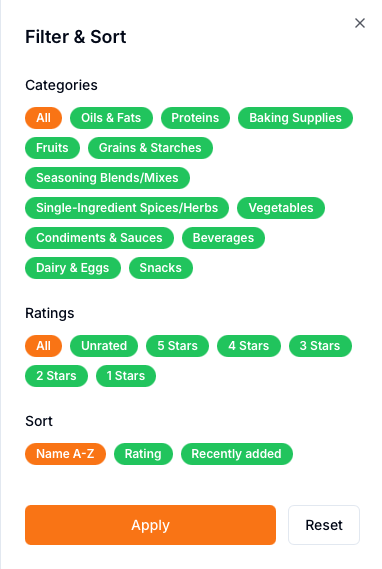 Filter & Sort
Categories
All Oils & Fats Proteins Baking Supplies
Fruits Grains & Starches
Seasoning Blends/Mixes
Single-Ingredient Spices/Herbs Vegetables
Condiments & Sauces Beverages
Dairy & Eggs Snacks
Ratings
All Unrated 5 Stars 4 Stars 3 Stars
2 Stars 1 Stars
Sort
Name A-Z Rating Recently added
Apply Reset